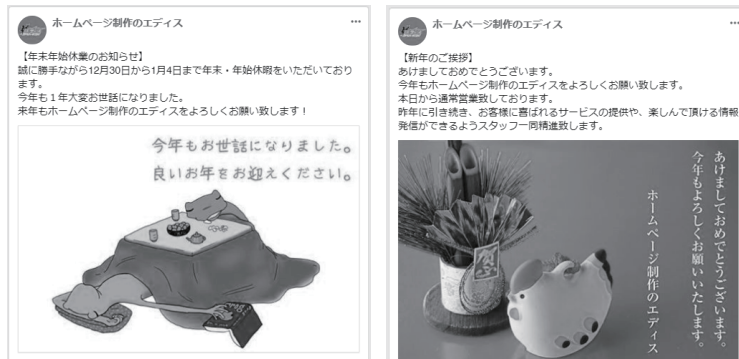 ホームページ制作のエディス
【年末年始休業のお知らせ】
誠に勝手ながら12月30日から1月4日まで年末・年始休暇をいただいており
ます。
今年も１年大変お世話になりました。
来年もホームページ制作のエディスをよろしくお願い致します！
今年もお世話になりました。
良いお年をお迎えください。
ホームページ制作のエディス
【新年のご挨拶】
あけましておめでとうございます。
今年もホームページ制作のエディスをよろしくお願い致します。
本日から通常営業致しております。
昨年に引き続き、お客様に喜ばれるサービスの提供や、楽しんで頂ける情報
発信ができるようスタッフ一同精進致します。
あけましておめでとうございます。
今年もよろしくお願いいたします。
ホームページ制作のエディス